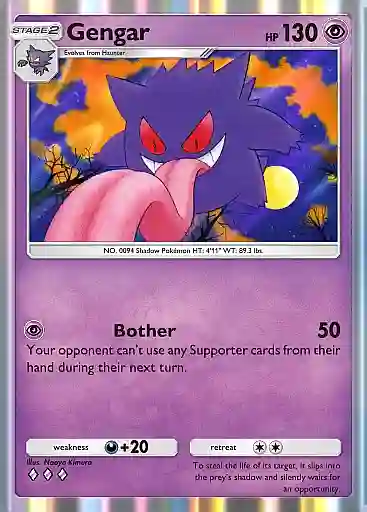 STAGE 2
Gengar
HP 130
Evolves from Haunter
NO. 0094 Shadow Pokémon HT: 4'11" WT: 89.3 lbs.
Bother 50
Your opponent can't use any Supporter cards from their
hand during their next turn.
weakness +20 retreat
Illus. Naoyo Kimura
To steal the life of its target, it slips into
the prey's shadow and silently waits for
an opportunity.